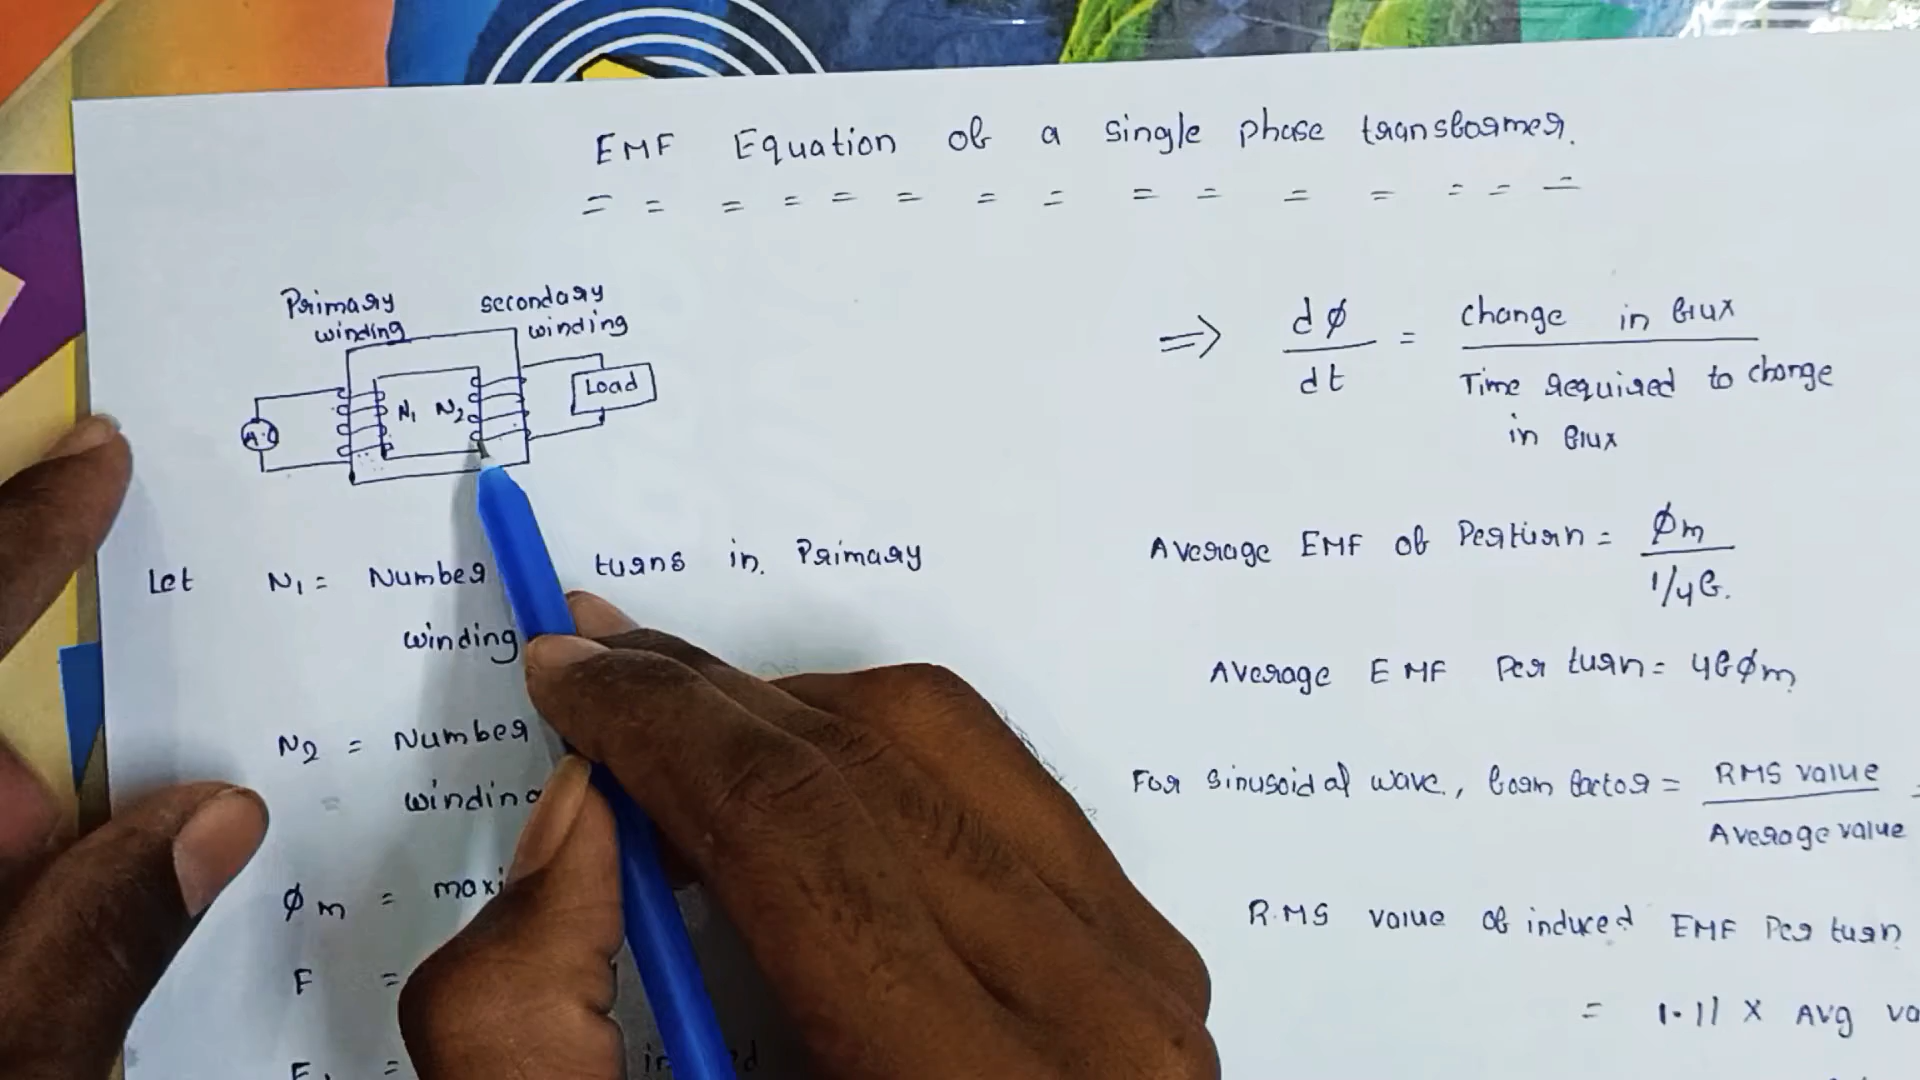 EMF Equation of a single phase transformer.
Primary winding
secondary winding
A.C
N1 N2
Load
Let N1 = Number turns in Primary
winding
N2 = Number
winding
φm = maxi
F =
E1 =
⇒ dφ/dt = change in flux / Time required to change in flux
Average EMF of Perturn = φm / 1/4f.
Average EMF Per turn = 4fφm
For sinusoidal wave, form factor = RMS value / Average value =
R.M.S value of induced EMF Per turn
= 1.11 x Avg va